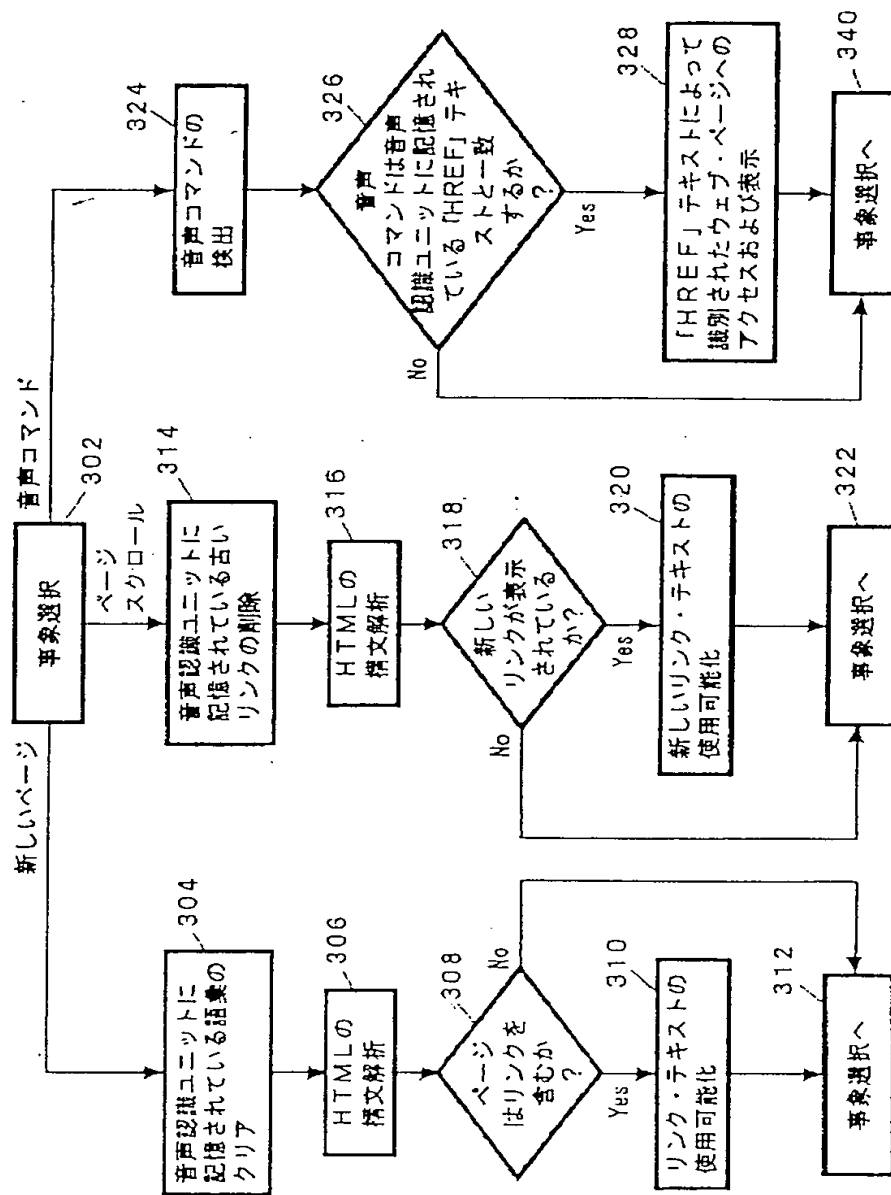 事象選択
302
新しいページ
304
音声認識ユニットに
記憶されている語彙の
クリア
306
HTMLの
構文解析
308
ページ
はリンクを
含むか
?
No
Yes
310
リンク・テキストの
使用可能化
312
事象選択へ
ページ
スクロール
314
音声認識ユニットに
記憶されている古い
リンクの削除
316
HTMLの
構文解析
318
新しい
リンクが表示
されている
か?
No
Yes
320
新しいリンク・テキストの
使用可能化
322
事象選択へ
音声コマンド
324
音声コマンドの
検出
326
音声
コマンドは音声
認識ユニットに記憶され
ている「HREF」テキ
ストと一致
するか
?
No
Yes
328
「HREF」テキストによって
識別されたウェブ・ページへの
アクセスおよび表示
340
事象選択へ